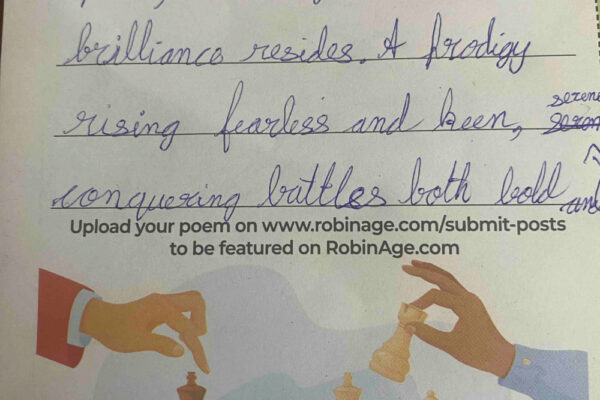 brilliance resides. A prodigy
rising fearless and keen,
serene
conquering battles both bold and
Upload your poem on www.robinage.com/submit-posts
to be featured on RobinAge.com